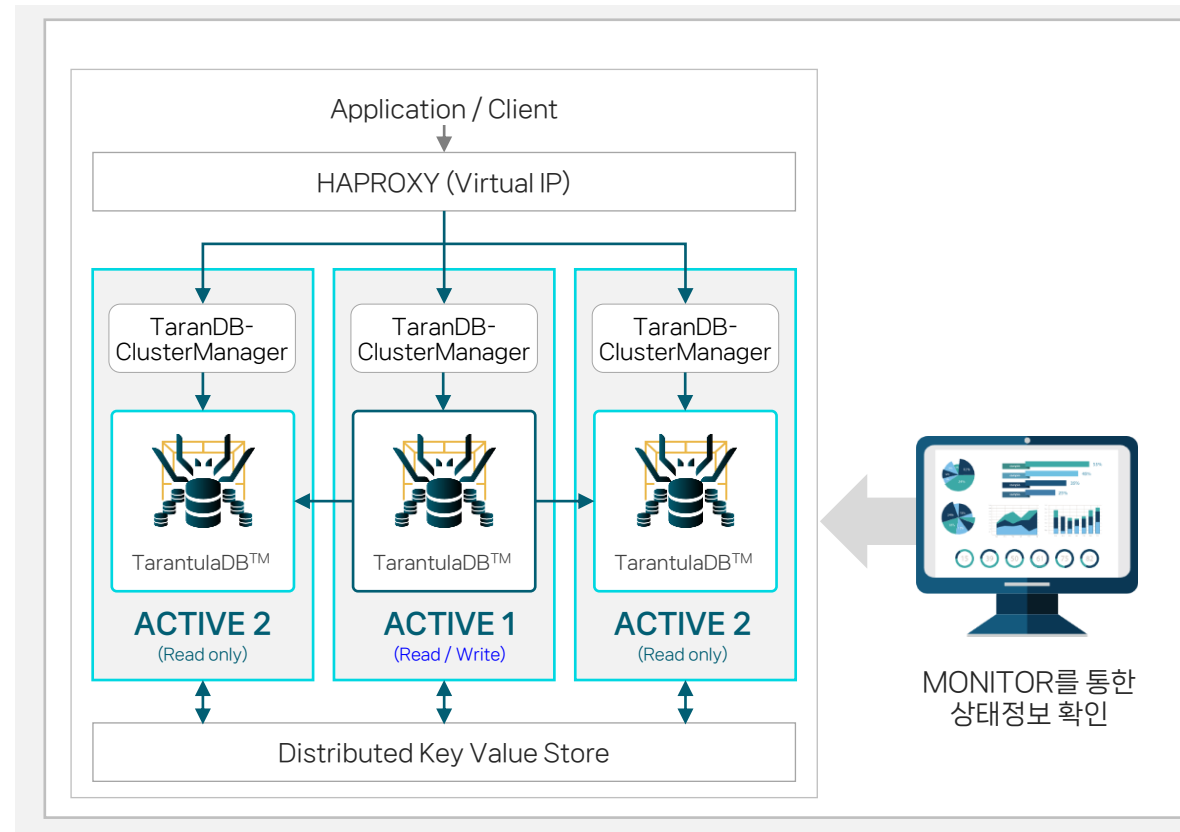 Application / Client
HAPROXY (Virtual IP)
TaranDB-
ClusterManager
TaranDB-
ClusterManager
TaranDB-
ClusterManager
TarantulaDB™
TarantulaDB™
TarantulaDB™
ACTIVE 2
(Read only)
ACTIVE 1
(Read / Write)
ACTIVE 2
(Read only)
Distributed Key Value Store
MONITOR를 통한
상태정보 확인